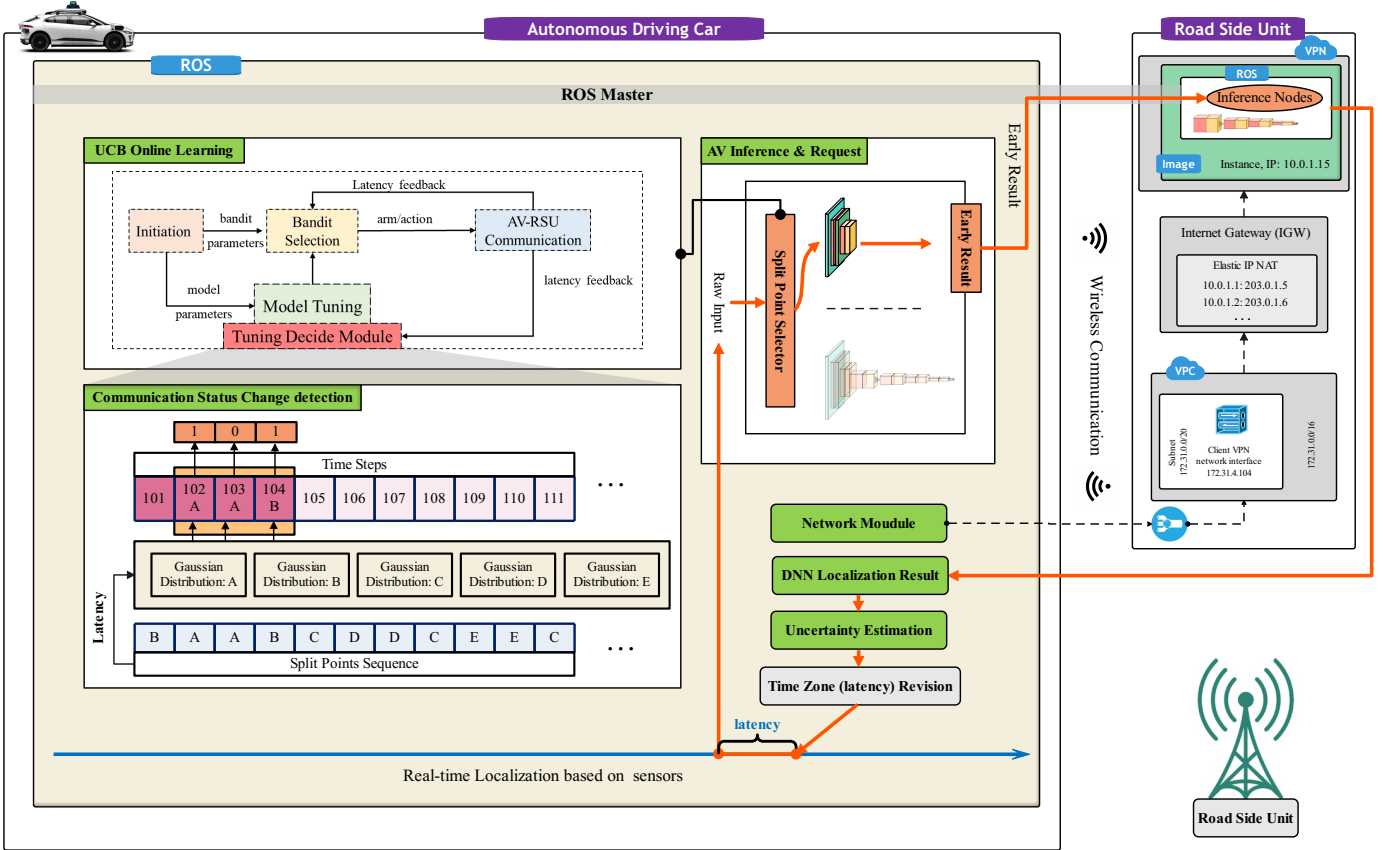 Autonomous Driving Car
Road Side Unit
VPN
ROS
ROS
ROS Master
Inference Nodes
Image
Instance, IP: 10.0.1.15
UCB Online Learning
Latency feedback
Initiation
bandit
parameters
Bandit
Selection
arm/action
AV-RSU
Communication
model
parameters
latency feedback
Model Tuning
Tuning Decide Module
AV Inference & Request
Early Result
Raw Input
Split Point Selector
Early Result
Wireless Communication
Internet Gateway (IGW)
Elastic IP NAT
10.0.1.1: 203.0.1.5
10.0.1.2: 203.0.1.6
...
VPC
Subnet
172.31.0.0/20
Client VPN
network interface
172.31.4.104
172.31.0.0/16
Communication Status Change detection
1 0 1
Time Steps
101 102 103 104 105 106 107 108 109 110 111 ...
A A B
Gaussian
Distribution: A
Gaussian
Distribution: B
Gaussian
Distribution: C
Gaussian
Distribution: D
Gaussian
Distribution: E
Latency
B A A B C D D C E E C ...
Split Points Sequence
Network Moudule
DNN Localization Result
Uncertainty Estimation
Time Zone (latency) Revision
latency
Real-time Localization based on sensors
Road Side Unit